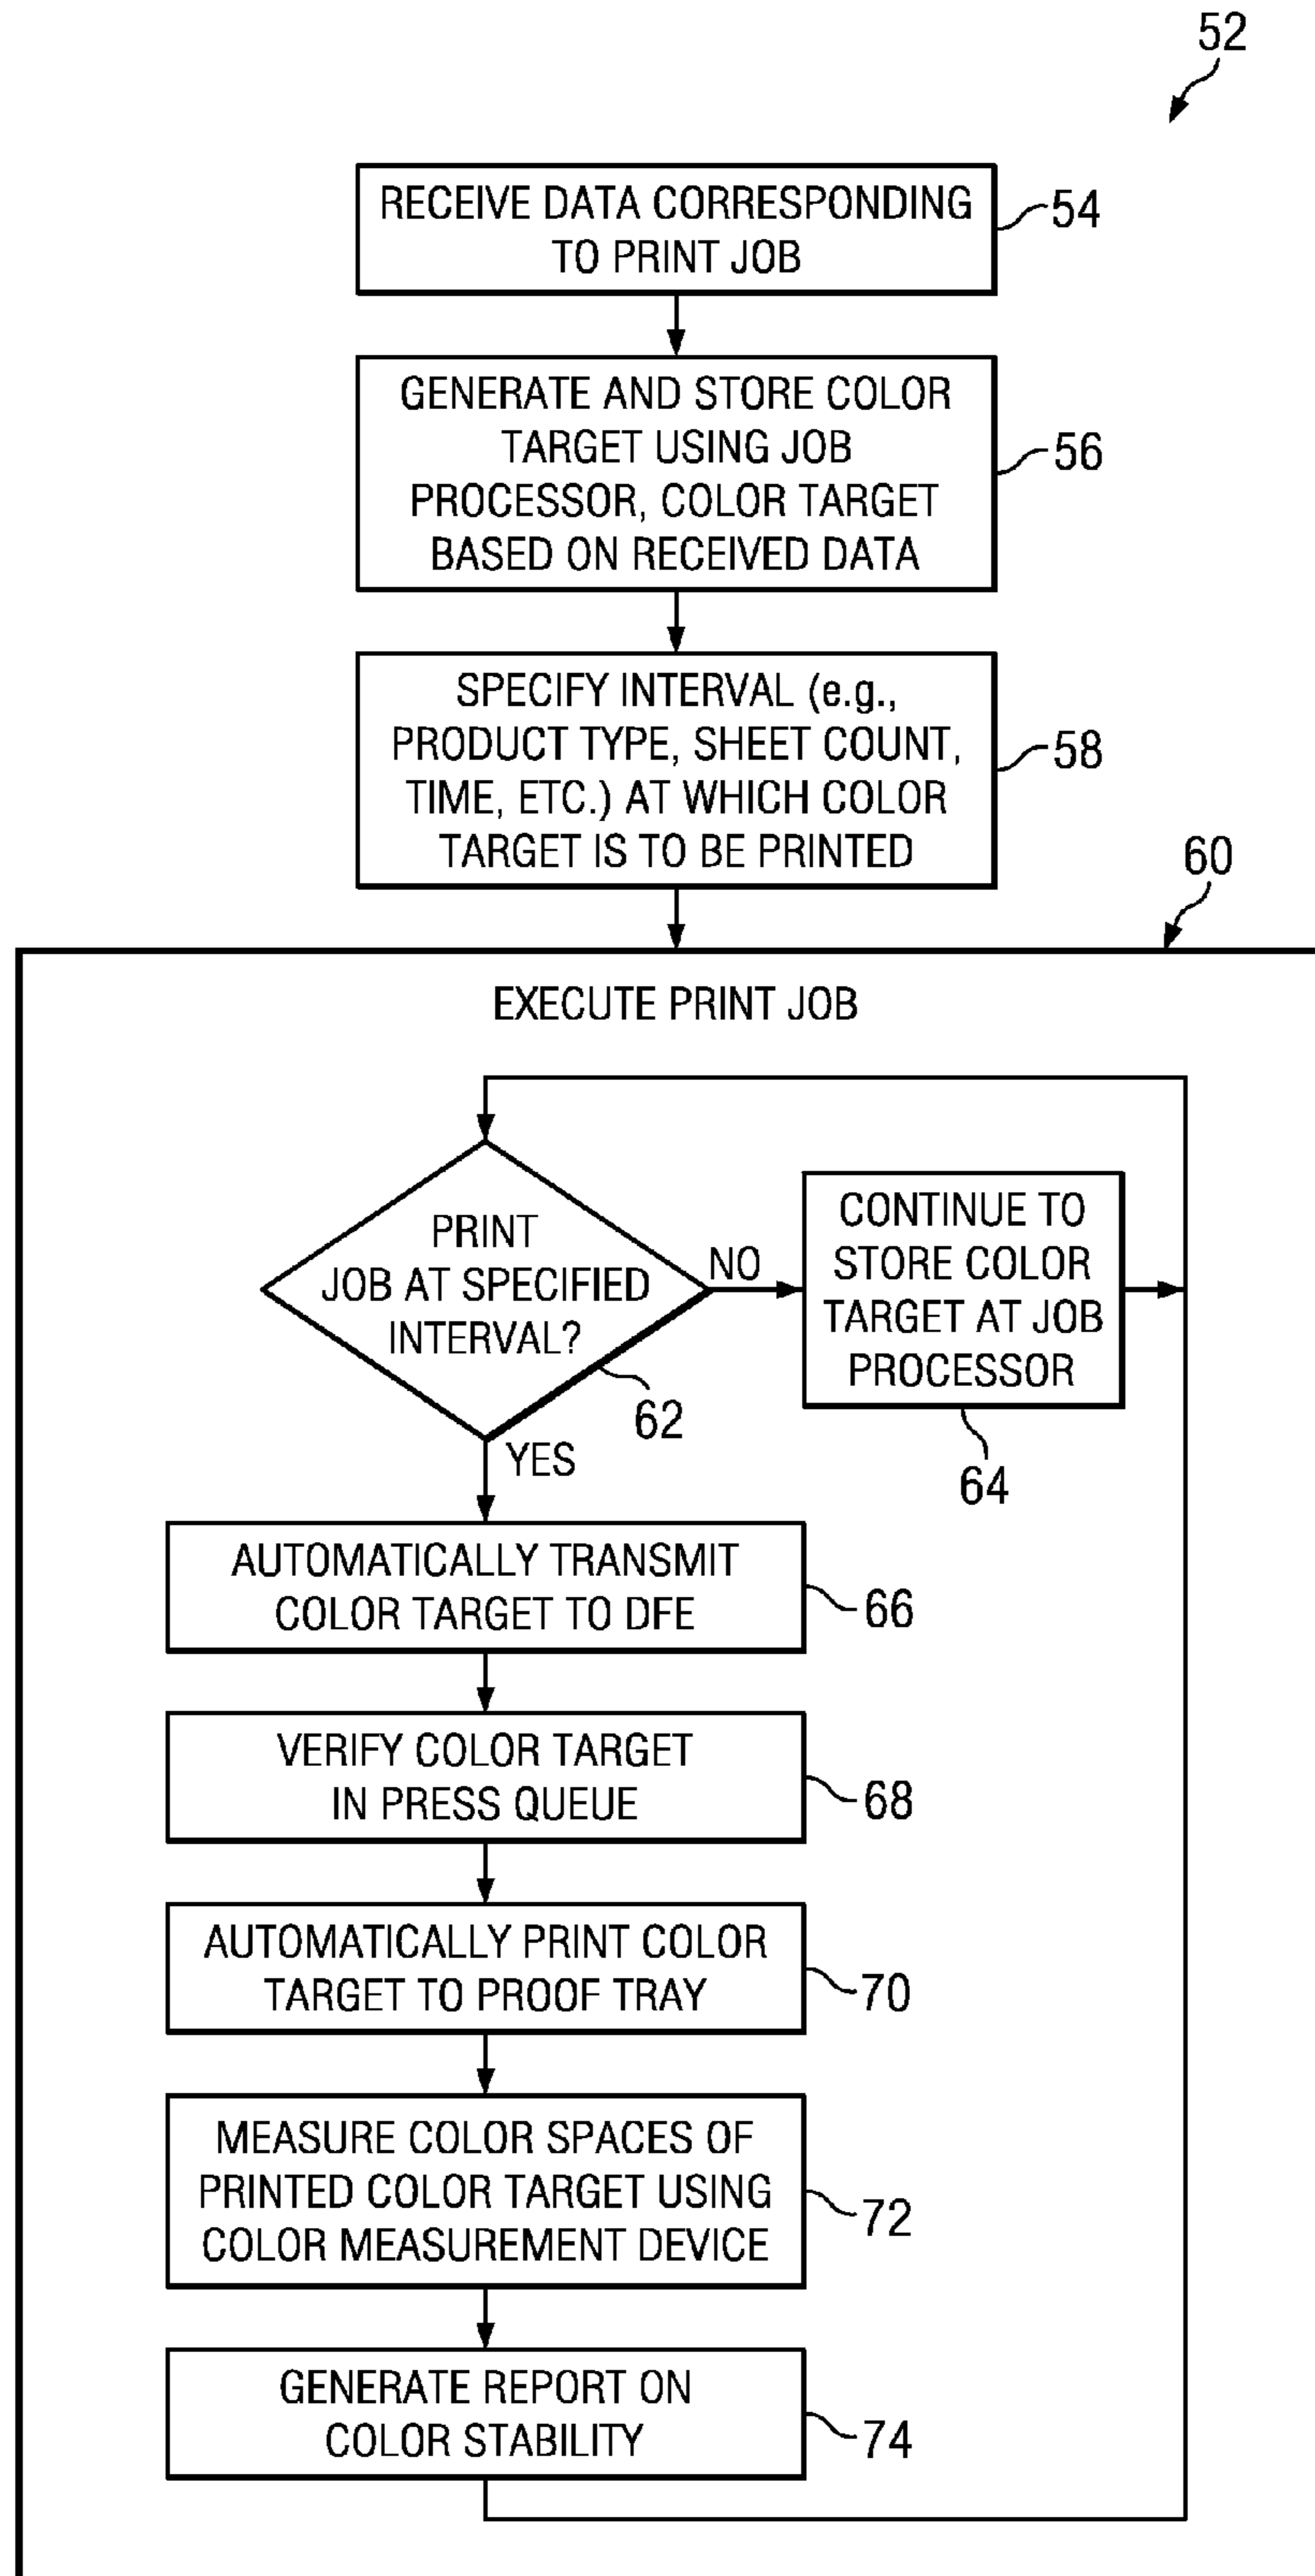 52
RECEIVE DATA CORRESPONDING
TO PRINT JOB
54
GENERATE AND STORE COLOR
TARGET USING JOB
PROCESSOR, COLOR TARGET
BASED ON RECEIVED DATA
56
SPECIFY INTERVAL (e.g.,
PRODUCT TYPE, SHEET COUNT,
TIME, ETC.) AT WHICH COLOR
TARGET IS TO BE PRINTED
58
60
EXECUTE PRINT JOB
PRINT
JOB AT SPECIFIED
INTERVAL?
62
NO
CONTINUE TO
STORE COLOR
TARGET AT JOB
PROCESSOR
64
YES
AUTOMATICALLY TRANSMIT
COLOR TARGET TO DFE
66
VERIFY COLOR TARGET
IN PRESS QUEUE
68
AUTOMATICALLY PRINT COLOR
TARGET TO PROOF TRAY
70
MEASURE COLOR SPACES OF
PRINTED COLOR TARGET USING
COLOR MEASUREMENT DEVICE
72
GENERATE REPORT ON
COLOR STABILITY
74